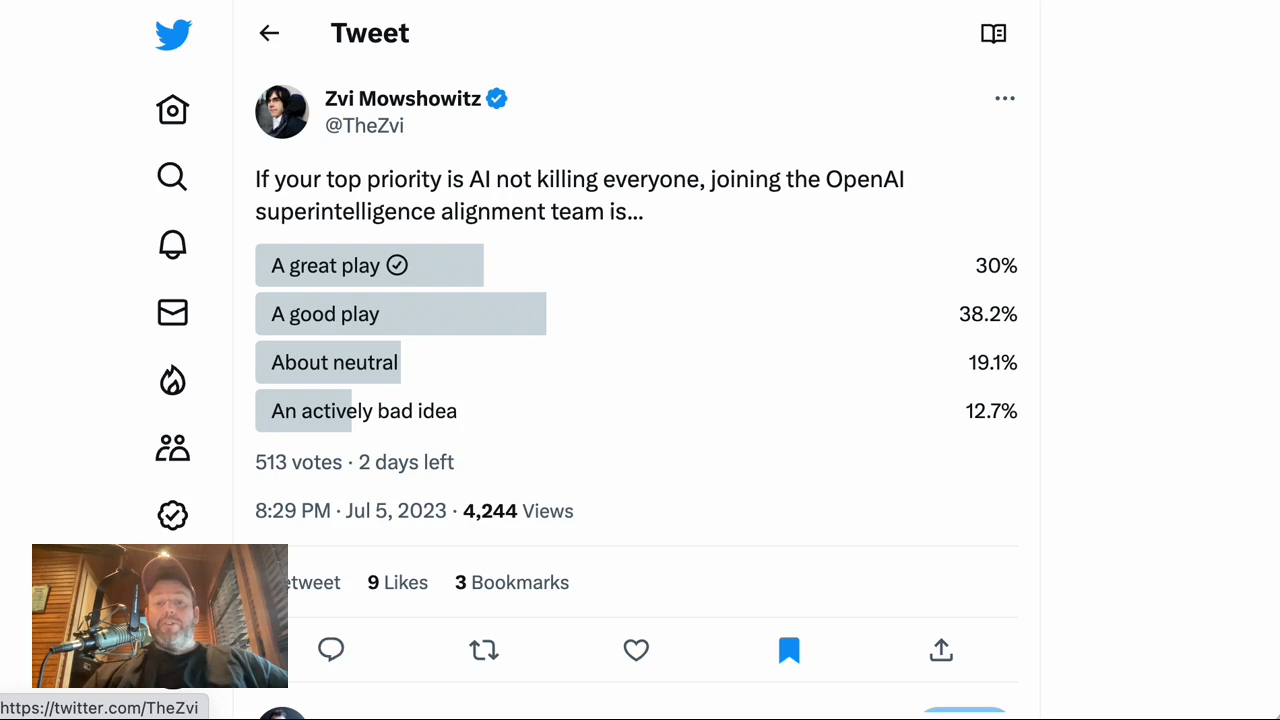 Tweet
Zvi Mowshowitz
@TheZvi
If your top priority is AI not killing everyone, joining the OpenAI
superintelligence alignment team is...
A great play 30%
A good play 38.2%
About neutral 19.1%
An actively bad idea 12.7%
513 votes · 2 days left
8:29 PM · Jul 5, 2023 · 4,244 Views
etweet 9 Likes 3 Bookmarks
https://twitter.com/TheZvi